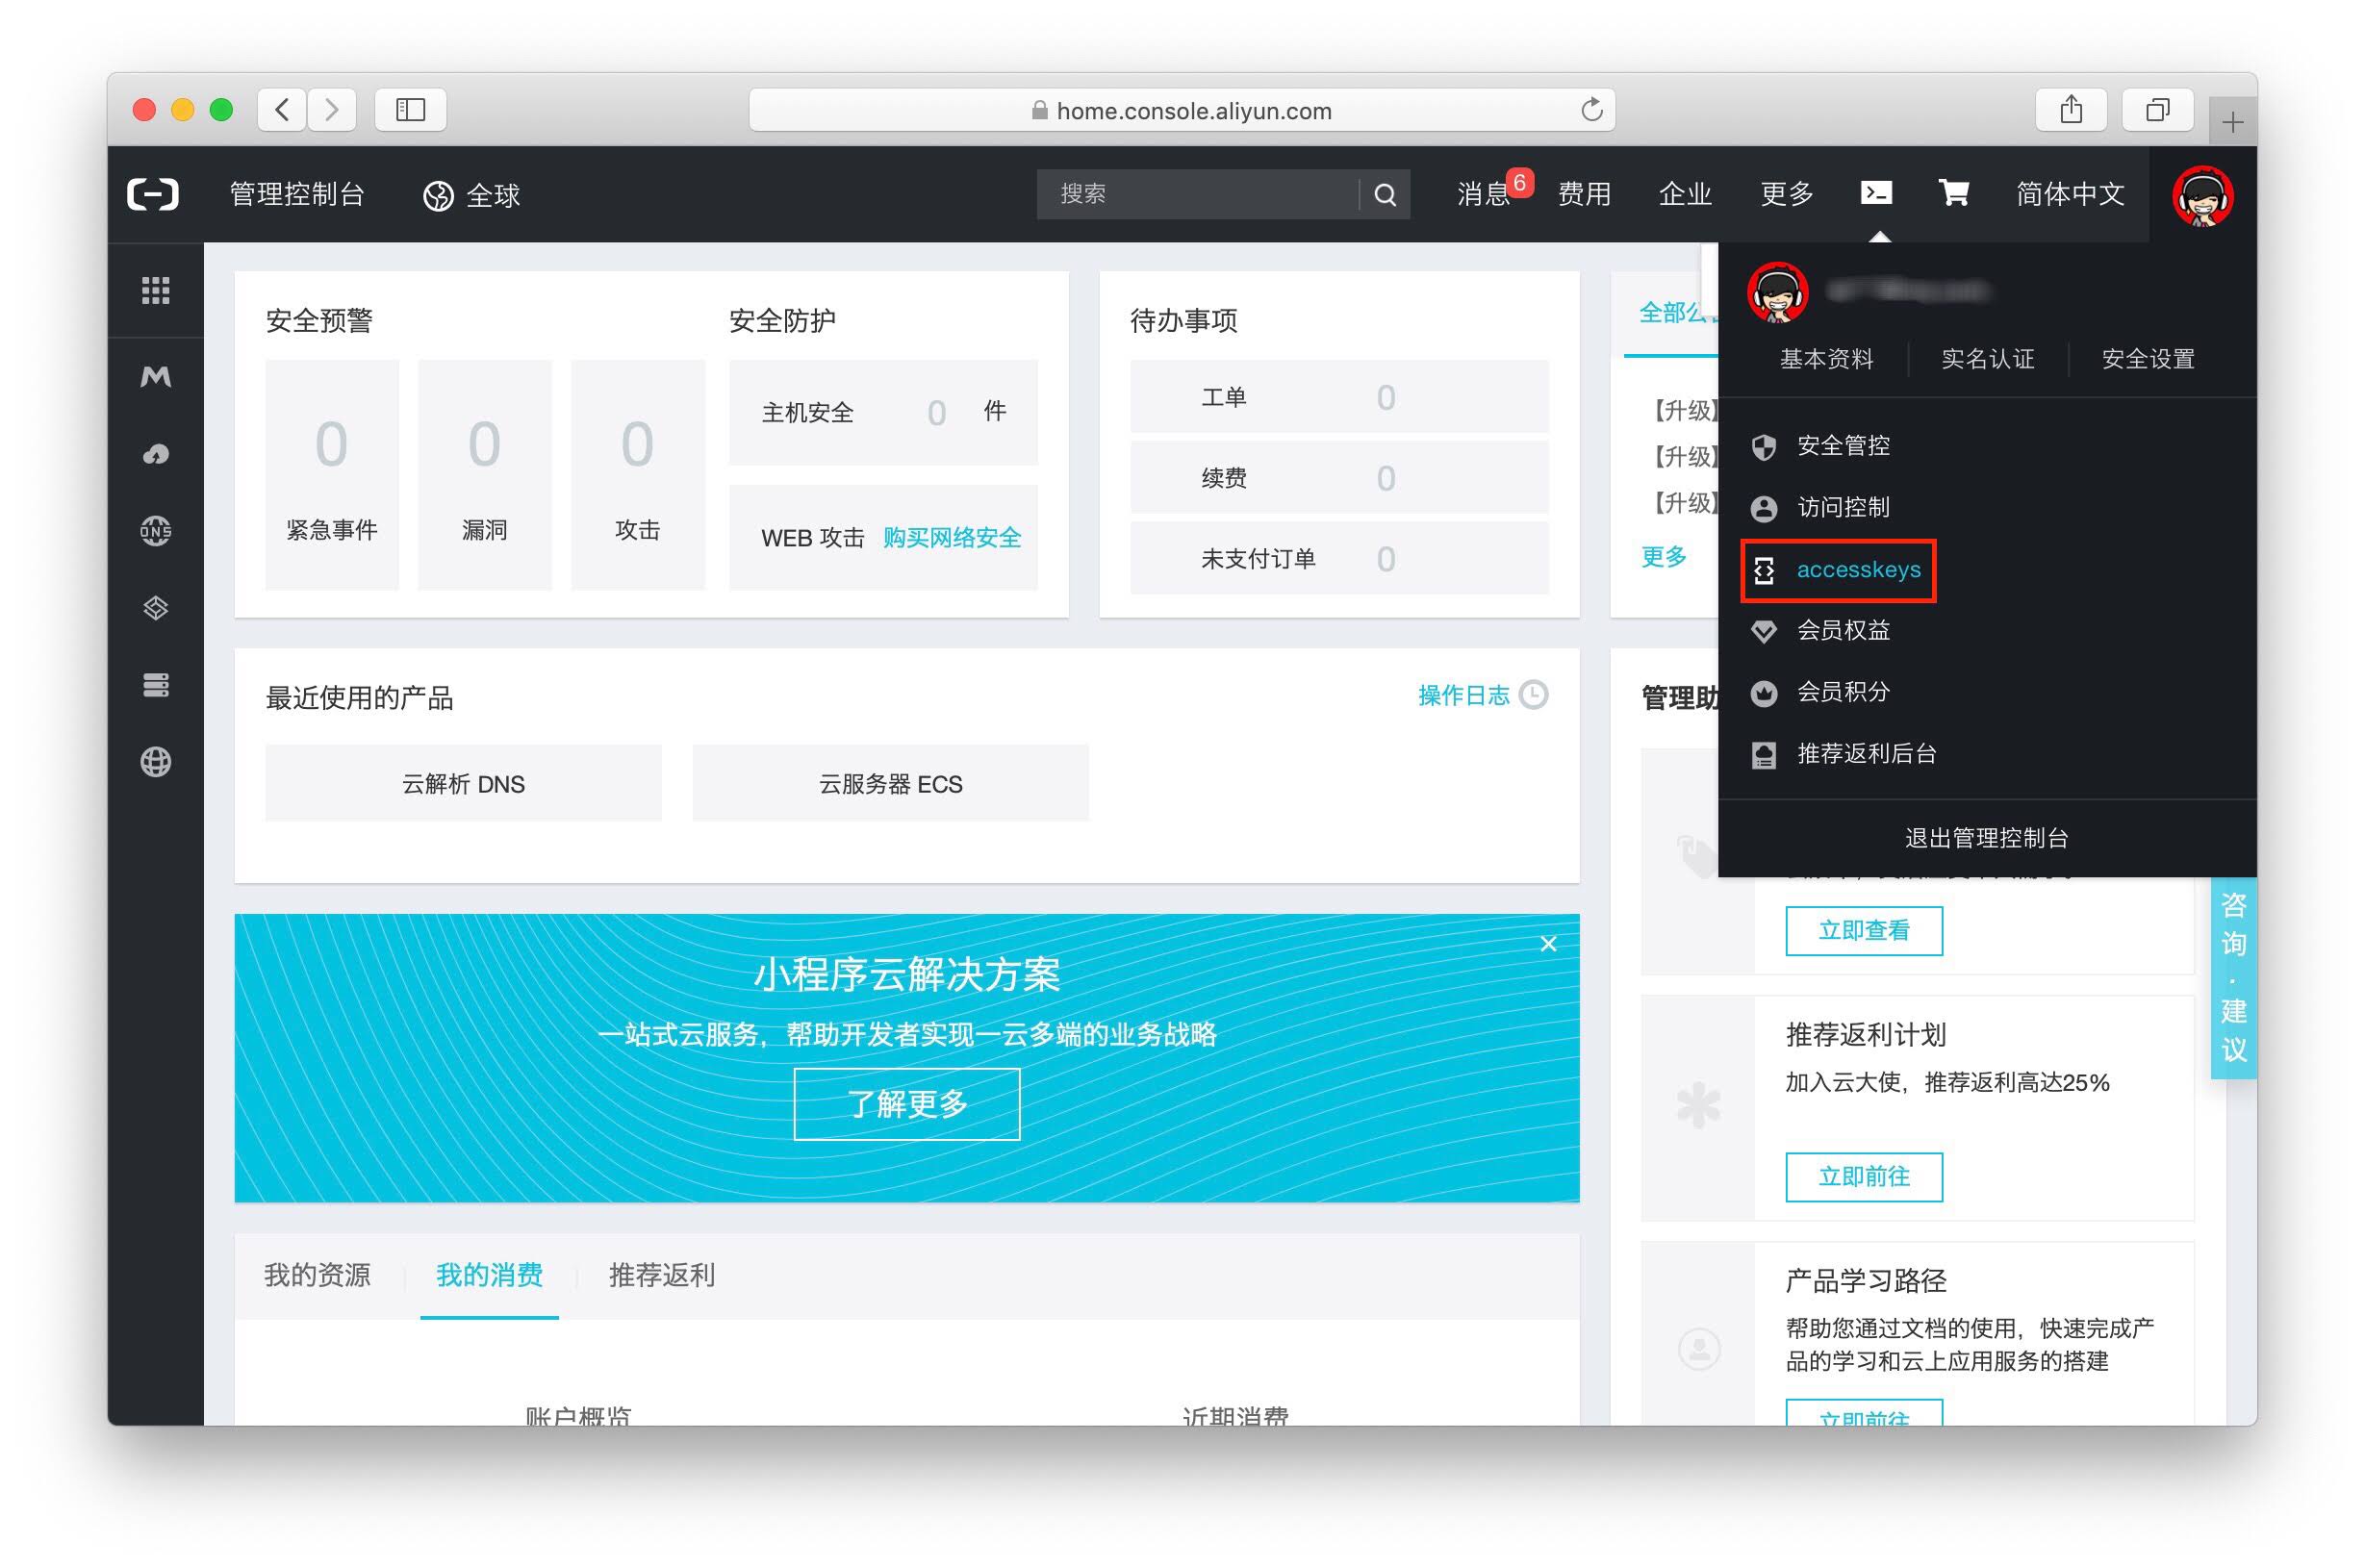 home.console.aliyun.com
管理控制台
全球
搜索
消息 6
费用
企业
更多
简体中文
安全预警
0 紧急事件
0 漏洞
0 攻击
安全防护
主机安全 0 件
WEB 攻击 购买网络安全
待办事项
工单 0
续费 0
未支付订单 0
全部公
【升级】
【升级】
【升级】
更多
基本资料
实名认证
安全设置
安全管控
访问控制
accesskeys
会员权益
会员积分
推荐返利后台
退出管理控制台
最近使用的产品
操作日志
云解析 DNS
云服务器 ECS
管理助
立即查看
小程序云解决方案
一站式云服务，帮助开发者实现一云多端的业务战略
了解更多
推荐返利计划
加入云大使，推荐返利高达25%
立即前往
产品学习路径
帮助您通过文档的使用，快速完成产
品的学习和云上应用服务的搭建
立即前往
咨询·建议
我的资源
我的消费
推荐返利
账户概览
近期消费
DNS